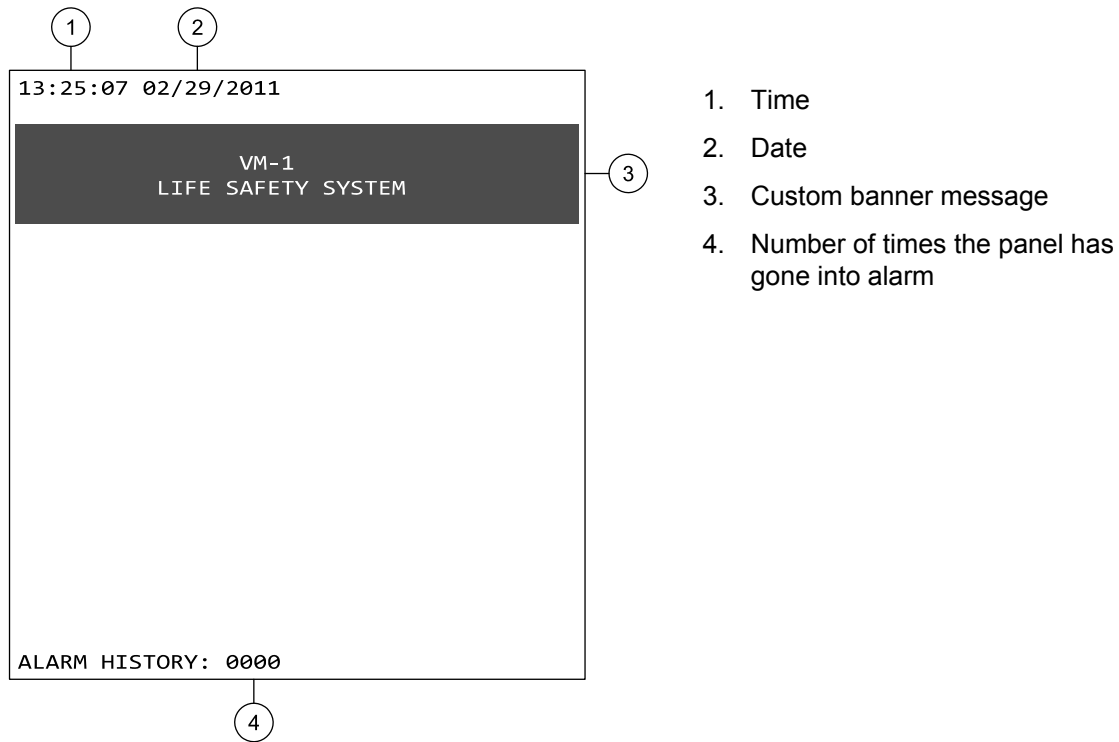 1
2
13:25:07 02/29/2011
VM-1
LIFE SAFETY SYSTEM
3
ALARM HISTORY: 0000
4
1. Time
2. Date
3. Custom banner message
4. Number of times the panel has
gone into alarm